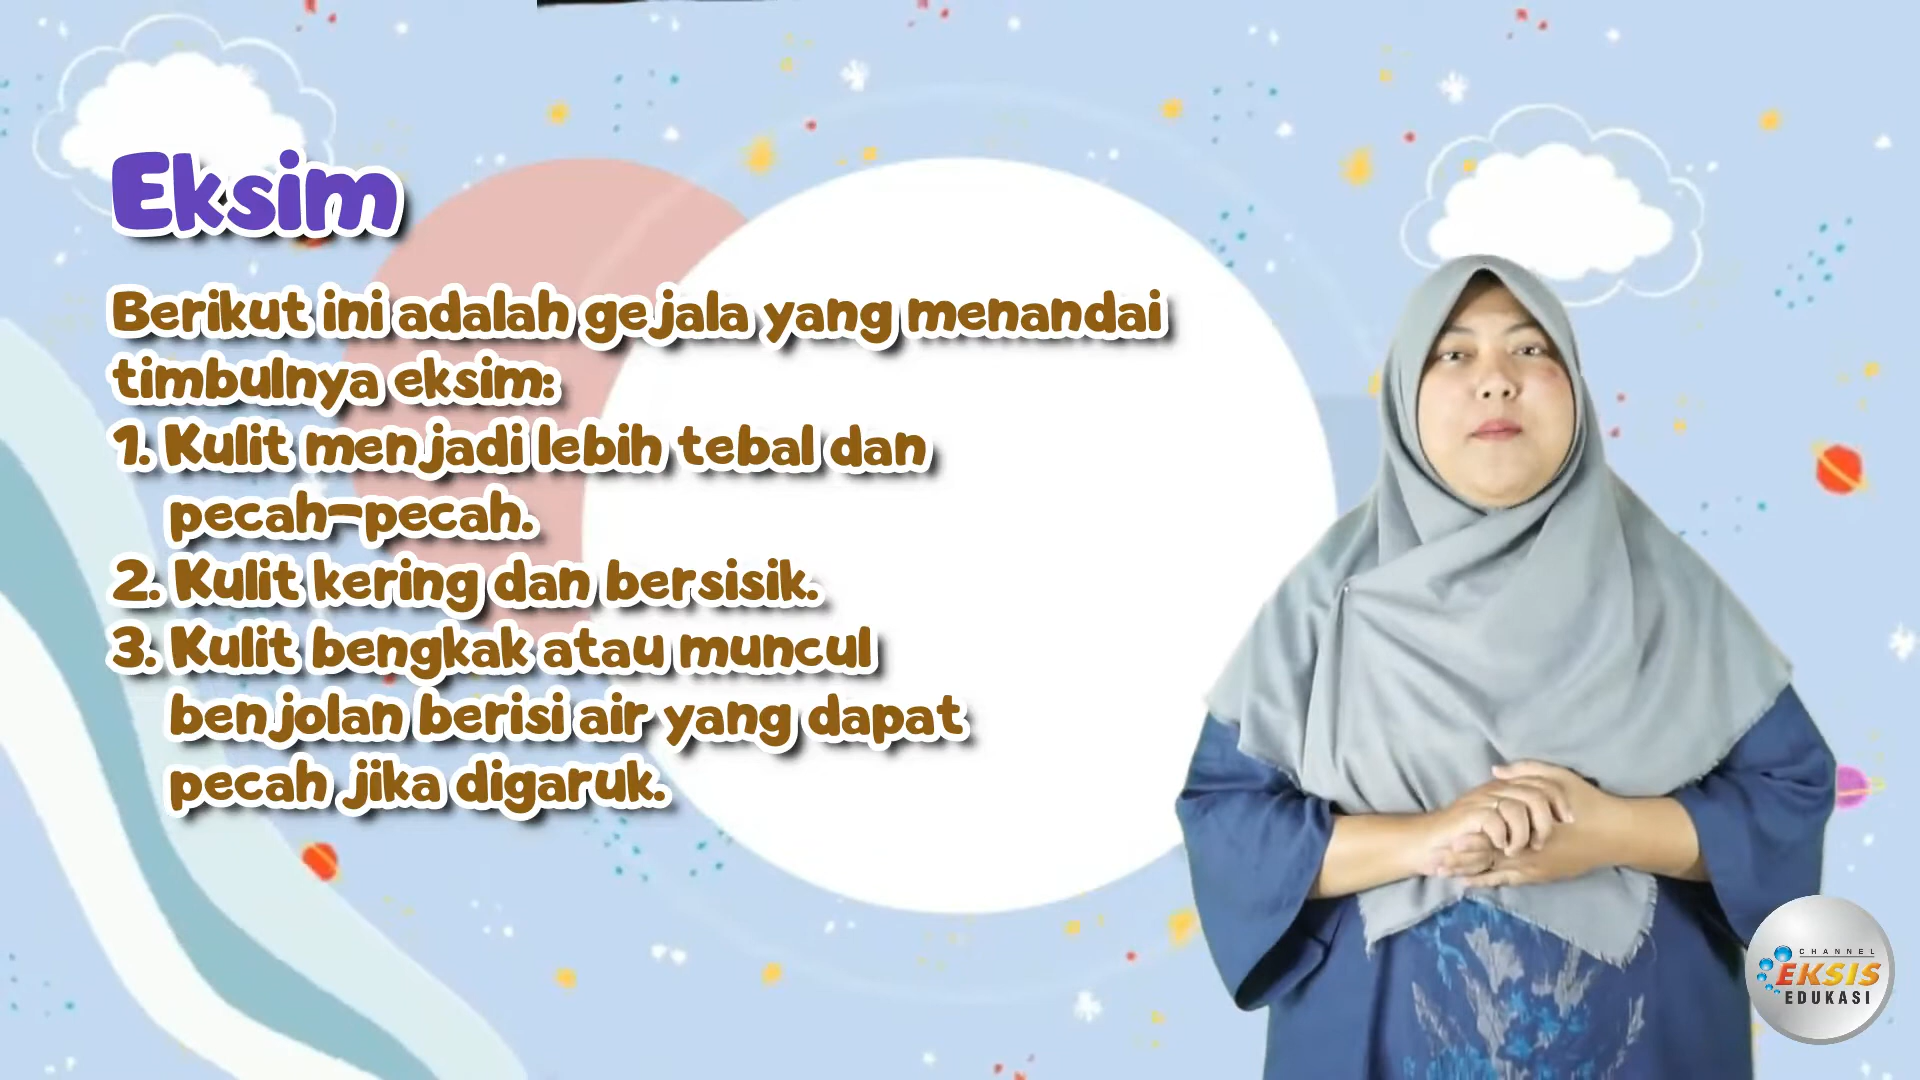 Eksim
Berikut ini adalah gejala yang menandai
timbulnya eksim:
1. Kulit menjadi lebih tebal dan
pecah-pecah.
2. Kulit kering dan bersisik.
3. Kulit bengkak atau muncul
benjolan berisi air yang dapat
pecah jika digaruk.
CHANNEL
EKSIS
EDUKASI